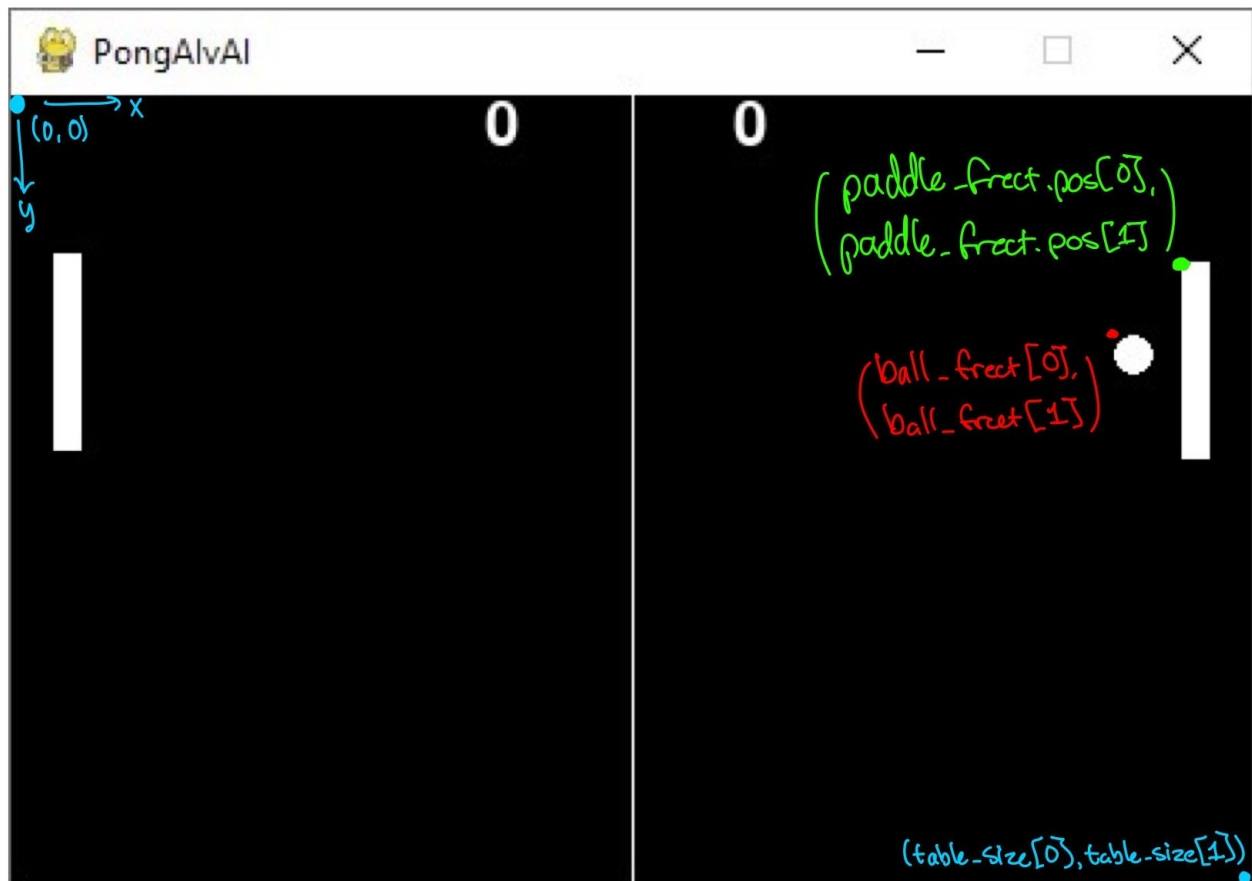 PongAIvAI
0 0
x
(0,0)
y
(paddle_frect.pos[0],
paddle_frect.pos[1])
(ball_frect[0],
ball_frect[1])
(table_size[0],table_size[1])